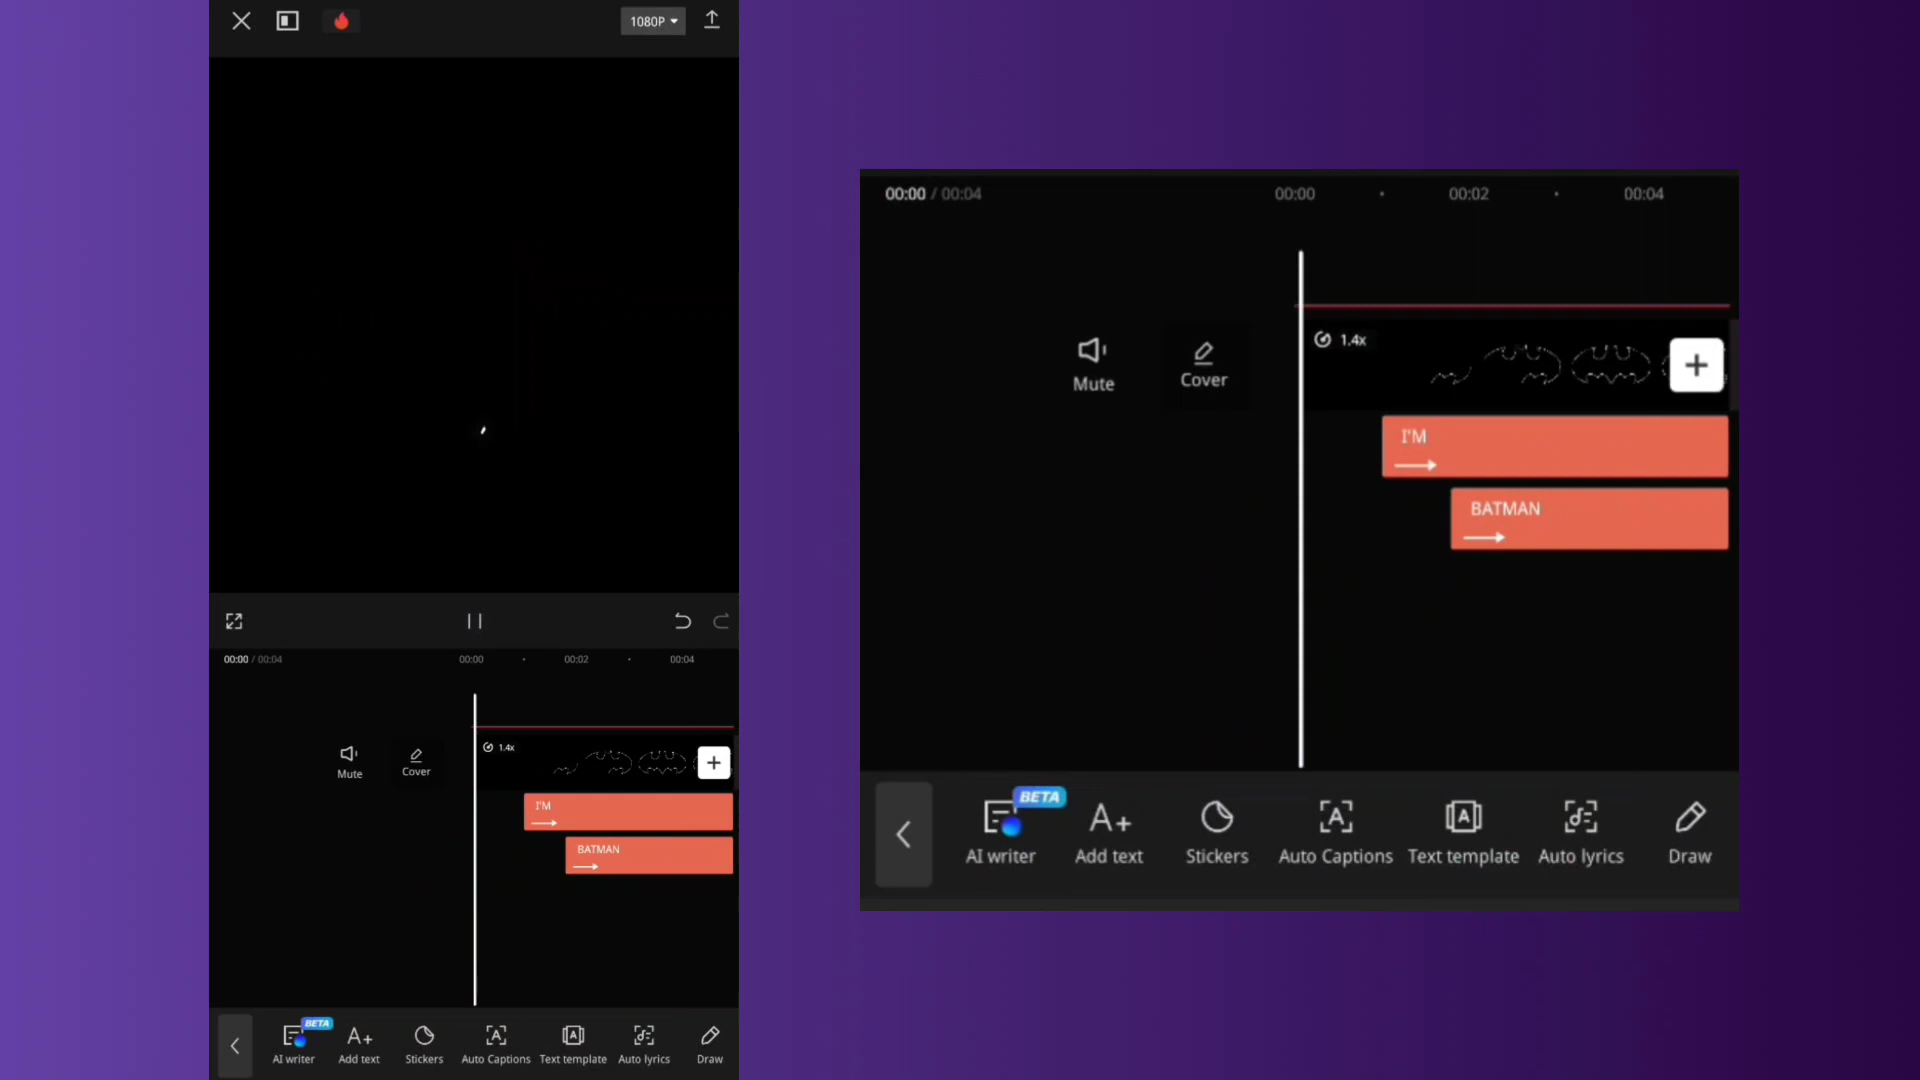 1080P
00:00 / 00:04
00:00
00:02
00:04
Mute
Cover
1.4x
I'M
BATMAN
BETA
AI writer
Add text
Stickers
Auto Captions
Text template
Auto lyrics
Draw
00:00 / 00:04
00:00
00:02
00:04
Mute
Cover
1.4x
I'M
BATMAN
BETA
AI writer
Add text
Stickers
Auto Captions
Text template
Auto lyrics
Draw